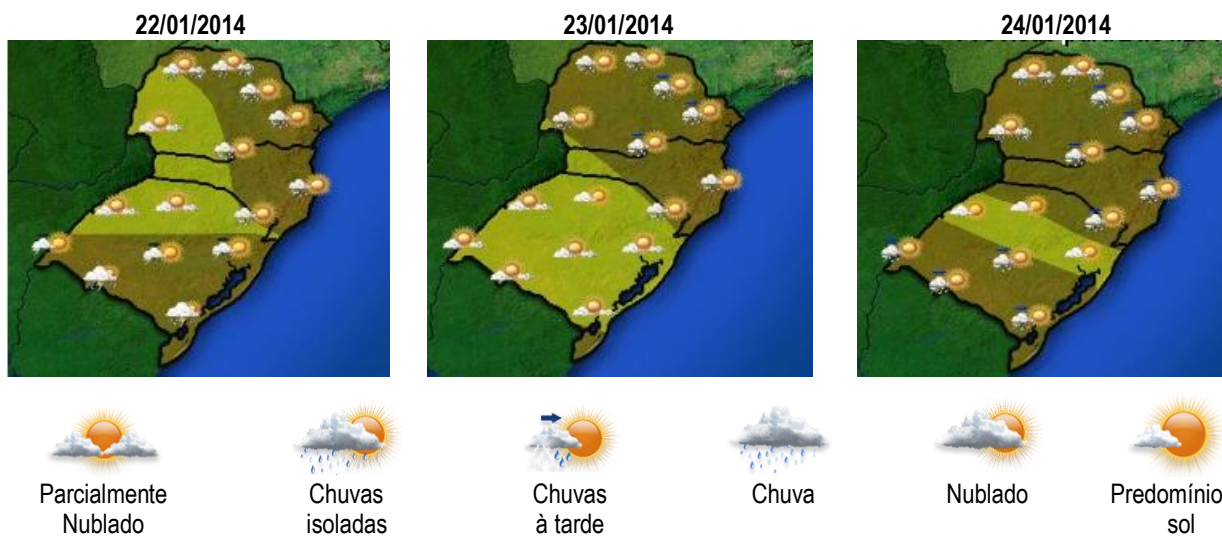 22/01/2014
23/01/2014
24/01/2014
Parcialmente
Nublado
Chuvas
isoladas
Chuvas
à tarde
Chuva
Nublado
Predomínio
sol